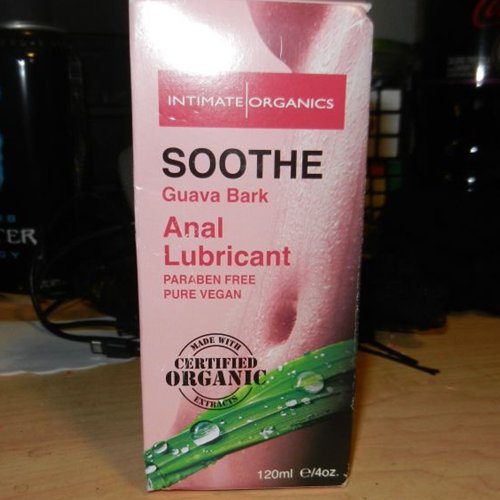 INTIMATE ORGANICS
SOOTHE
Guava Bark
Anal
Lubricant
PARABEN FREE
PURE VEGAN
MADE WITH
CERTIFIED
ORGANIC
EXTRACTS
120ml ℮/4oz.